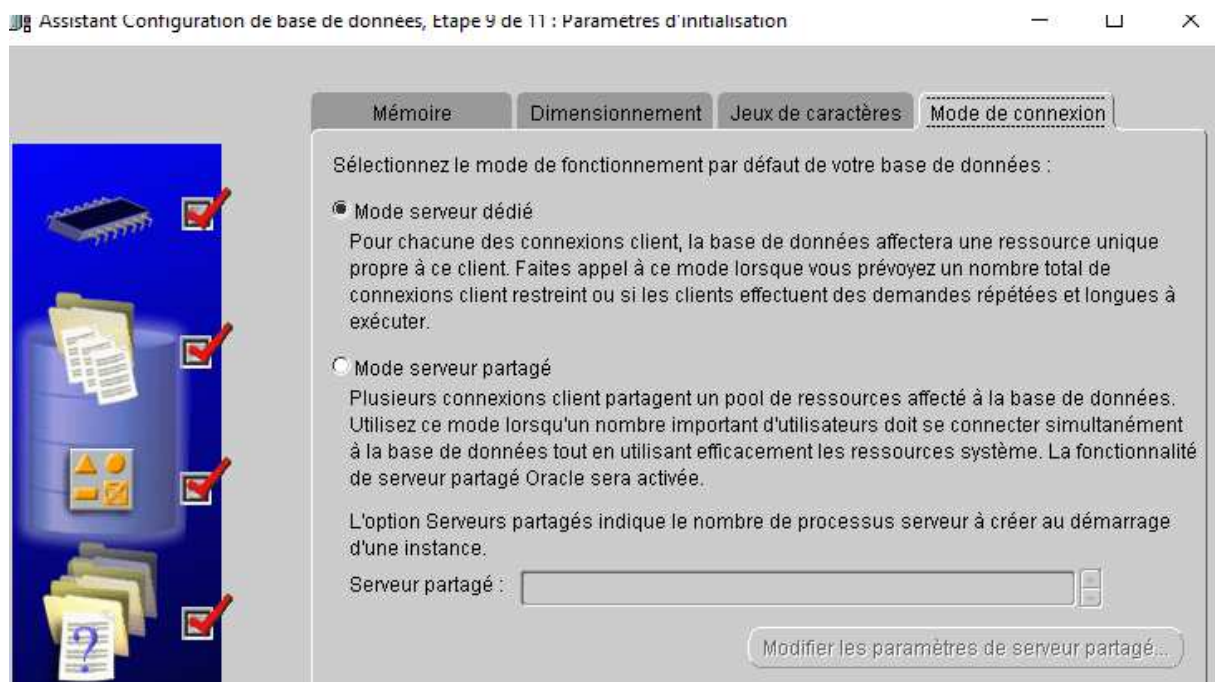 Assistant Configuration de base de données, Etape 9 de 11 : Paramètres d'initialisation
Mémoire
Dimensionnement
Jeux de caractères
Mode de connexion
Sélectionnez le mode de fonctionnement par défaut de votre base de données :
Mode serveur dédié
Pour chacune des connexions client, la base de données affectera une ressource unique
propre à ce client. Faites appel à ce mode lorsque vous prévoyez un nombre total de
connexions client restreint ou si les clients effectuent des demandes répétées et longues à
exécuter.
Mode serveur partagé
Plusieurs connexions client partagent un pool de ressources affecté à la base de données.
Utilisez ce mode lorsqu'un nombre important d'utilisateurs doit se connecter simultanément
à la base de données tout en utilisant efficacement les ressources système. La fonctionnalité
de serveur partagé Oracle sera activée.
L'option Serveurs partagés indique le nombre de processus serveur à créer au démarrage
d'une instance.
Serveur partagé :
Modifier les paramètres de serveur partagé...
?